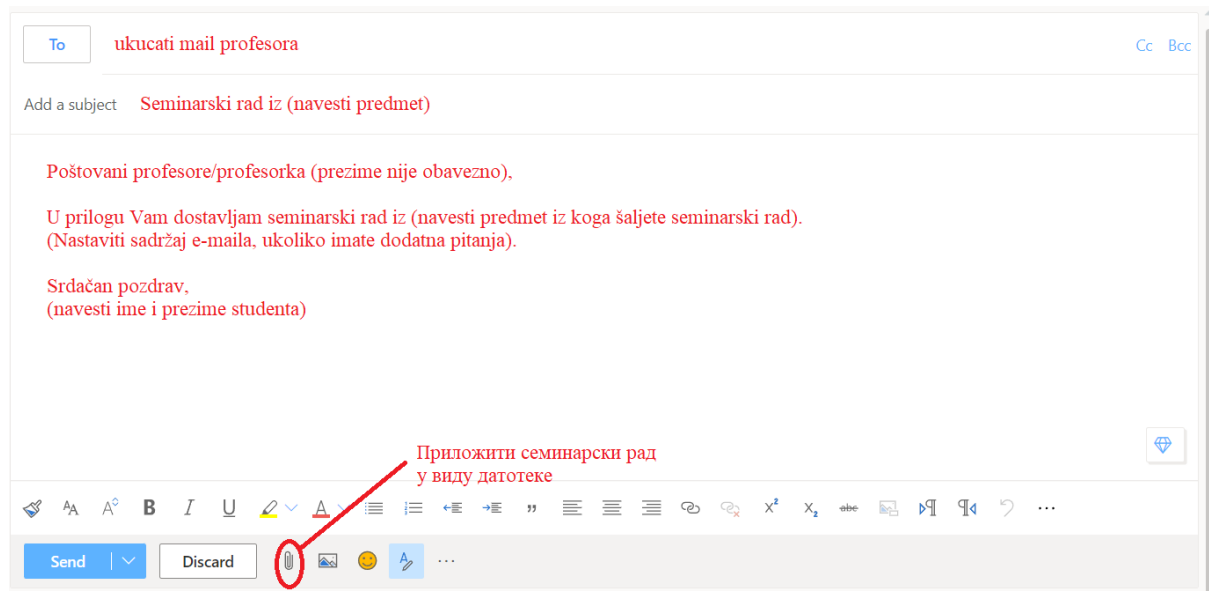 To ukucati mail profesora Cc Bcc
Add a subject Seminarski rad iz (navesti predmet)
Poštovani profesore/profesorka (prezime nije obavezno),
U prilogu Vam dostavljam seminarski rad iz (navesti predmet iz koga šaljete seminarski rad).
(Nastaviti sadržaj e-maila, ukoliko imate dodatna pitanja).
Srdačan pozdrav,
(navesti ime i prezime studenta)
Приложити семинарски рад
у виду датотеке
Send Discard